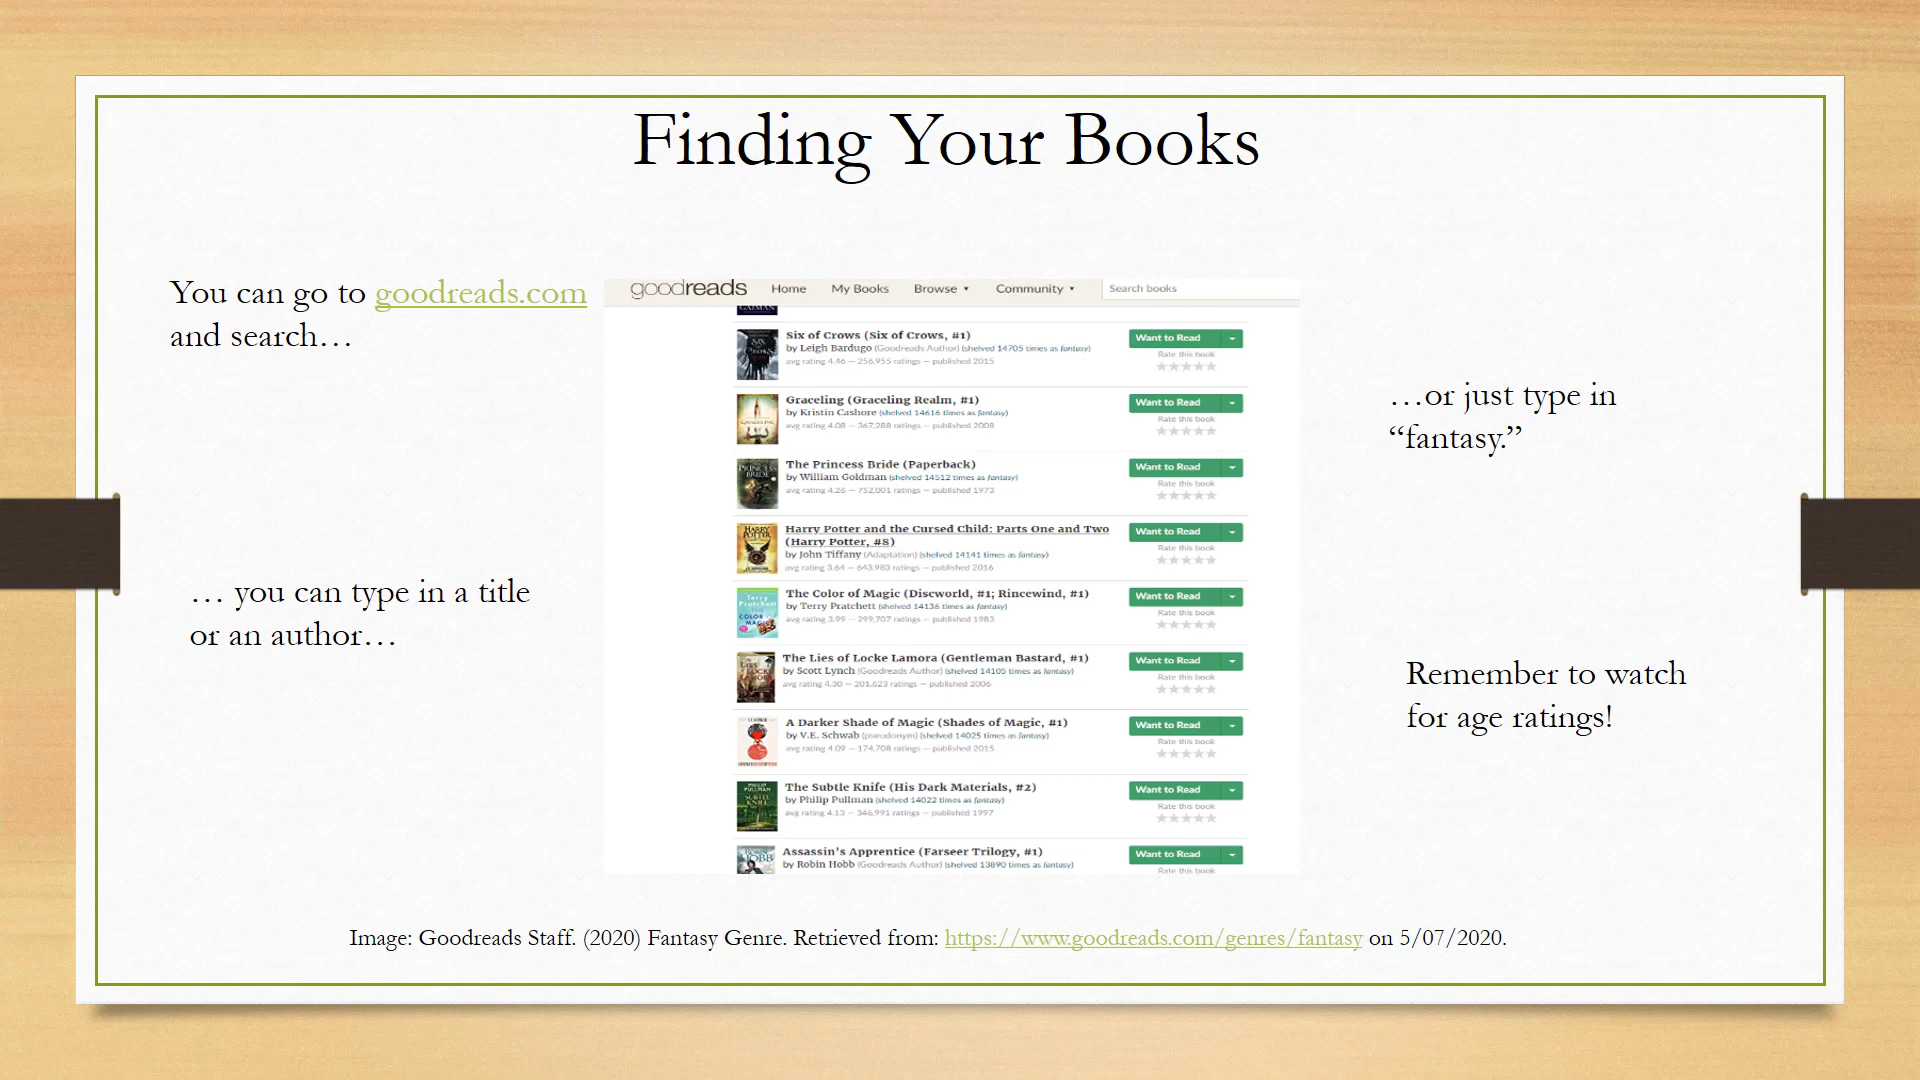 Finding Your Books
You can go to goodreads.com
and search…
… you can type in a title
or an author…
goodreads Home My Books Browse ▾ Community ▾ Search books
GAIMAN
Six of Crows (Six of Crows, #1)
by Leigh Bardugo (Goodreads Author) (shelved 14705 times as fantasy)
avg rating 4.46 — 256,955 ratings — published 2015
Want to Read
Rate this book
Graceling (Graceling Realm, #1)
by Kristin Cashore (shelved 14616 times as fantasy)
avg rating 4.08 — 367,288 ratings — published 2008
Want to Read
Rate this book
The Princess Bride (Paperback)
by William Goldman (shelved 14512 times as fantasy)
avg rating 4.26 — 752,001 ratings — published 1973
Want to Read
Rate this book
Harry Potter and the Cursed Child: Parts One and Two
(Harry Potter, #8)
by John Tiffany (Adaptation) (shelved 14141 times as fantasy)
avg rating 3.64 — 643,983 ratings — published 2016
Want to Read
Rate this book
The Color of Magic (Discworld, #1; Rincewind, #1)
by Terry Pratchett (shelved 14136 times as fantasy)
avg rating 3.99 — 299,707 ratings — published 1983
Want to Read
Rate this book
The Lies of Locke Lamora (Gentleman Bastard, #1)
by Scott Lynch (Goodreads Author) (shelved 14105 times as fantasy)
avg rating 4.30 — 201,623 ratings — published 2006
Want to Read
Rate this book
A Darker Shade of Magic (Shades of Magic, #1)
by V.E. Schwab (pseudonym) (shelved 14025 times as fantasy)
avg rating 4.09 — 174,708 ratings — published 2015
Want to Read
Rate this book
The Subtle Knife (His Dark Materials, #2)
by Philip Pullman (shelved 14022 times as fantasy)
avg rating 4.13 — 346,991 ratings — published 1997
Want to Read
Rate this book
Assassin's Apprentice (Farseer Trilogy, #1)
by Robin Hobb (Goodreads Author) (shelved 13890 times as fantasy)
Want to Read
Rate this book
…or just type in
“fantasy.”
Remember to watch
for age ratings!
Image: Goodreads Staff. (2020) Fantasy Genre. Retrieved from: https://www.goodreads.com/genres/fantasy on 5/07/2020.